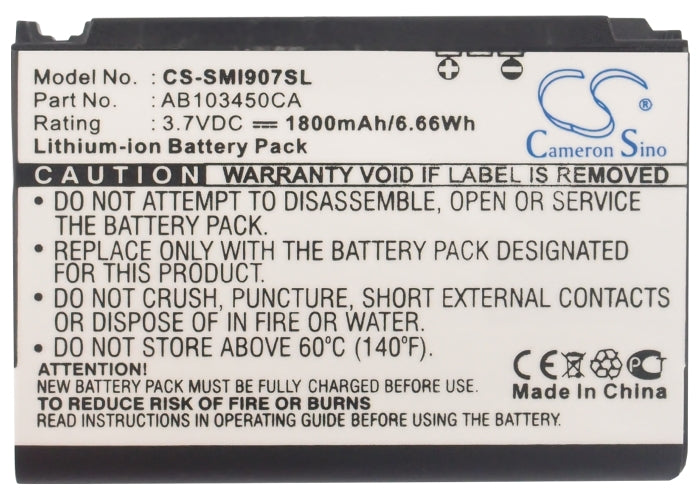 Model No. : CS-SMI907SL
Part No. : AB103450CA
Rating : 3.7VDC ⎓ 1800mAh/6.66Wh
Lithium-ion Battery Pack
+ -
CS ®
Cameron Sino
CAUTION WARRANTY VOID IF LABEL IS REMOVED
• DO NOT ATTEMPT TO DISASSEMBLE, OPEN OR SERVICE
THE BATTERY PACK.
• REPLACE ONLY WITH THE BATTERY PACK DESIGNATED
FOR THIS APPLICATION.
• DO NOT CRUSH, PUNCTURE, SHORT EXTERNAL CONTACTS
OR DISPOSE OF IN FIRE OR WATER.
• DO NOT STORE ABOVE 60°C (140°F).
ATTENTION!
NEW BATTERY PACK MUST BE FULLY CHARGED BEFORE USE.
TO REDUCE RISK OF FIRE OR BURNS
READ INSTRUCTIONS IN OPERATING GUIDE BEFORE USING THE BATTERY.
CE
Made In China